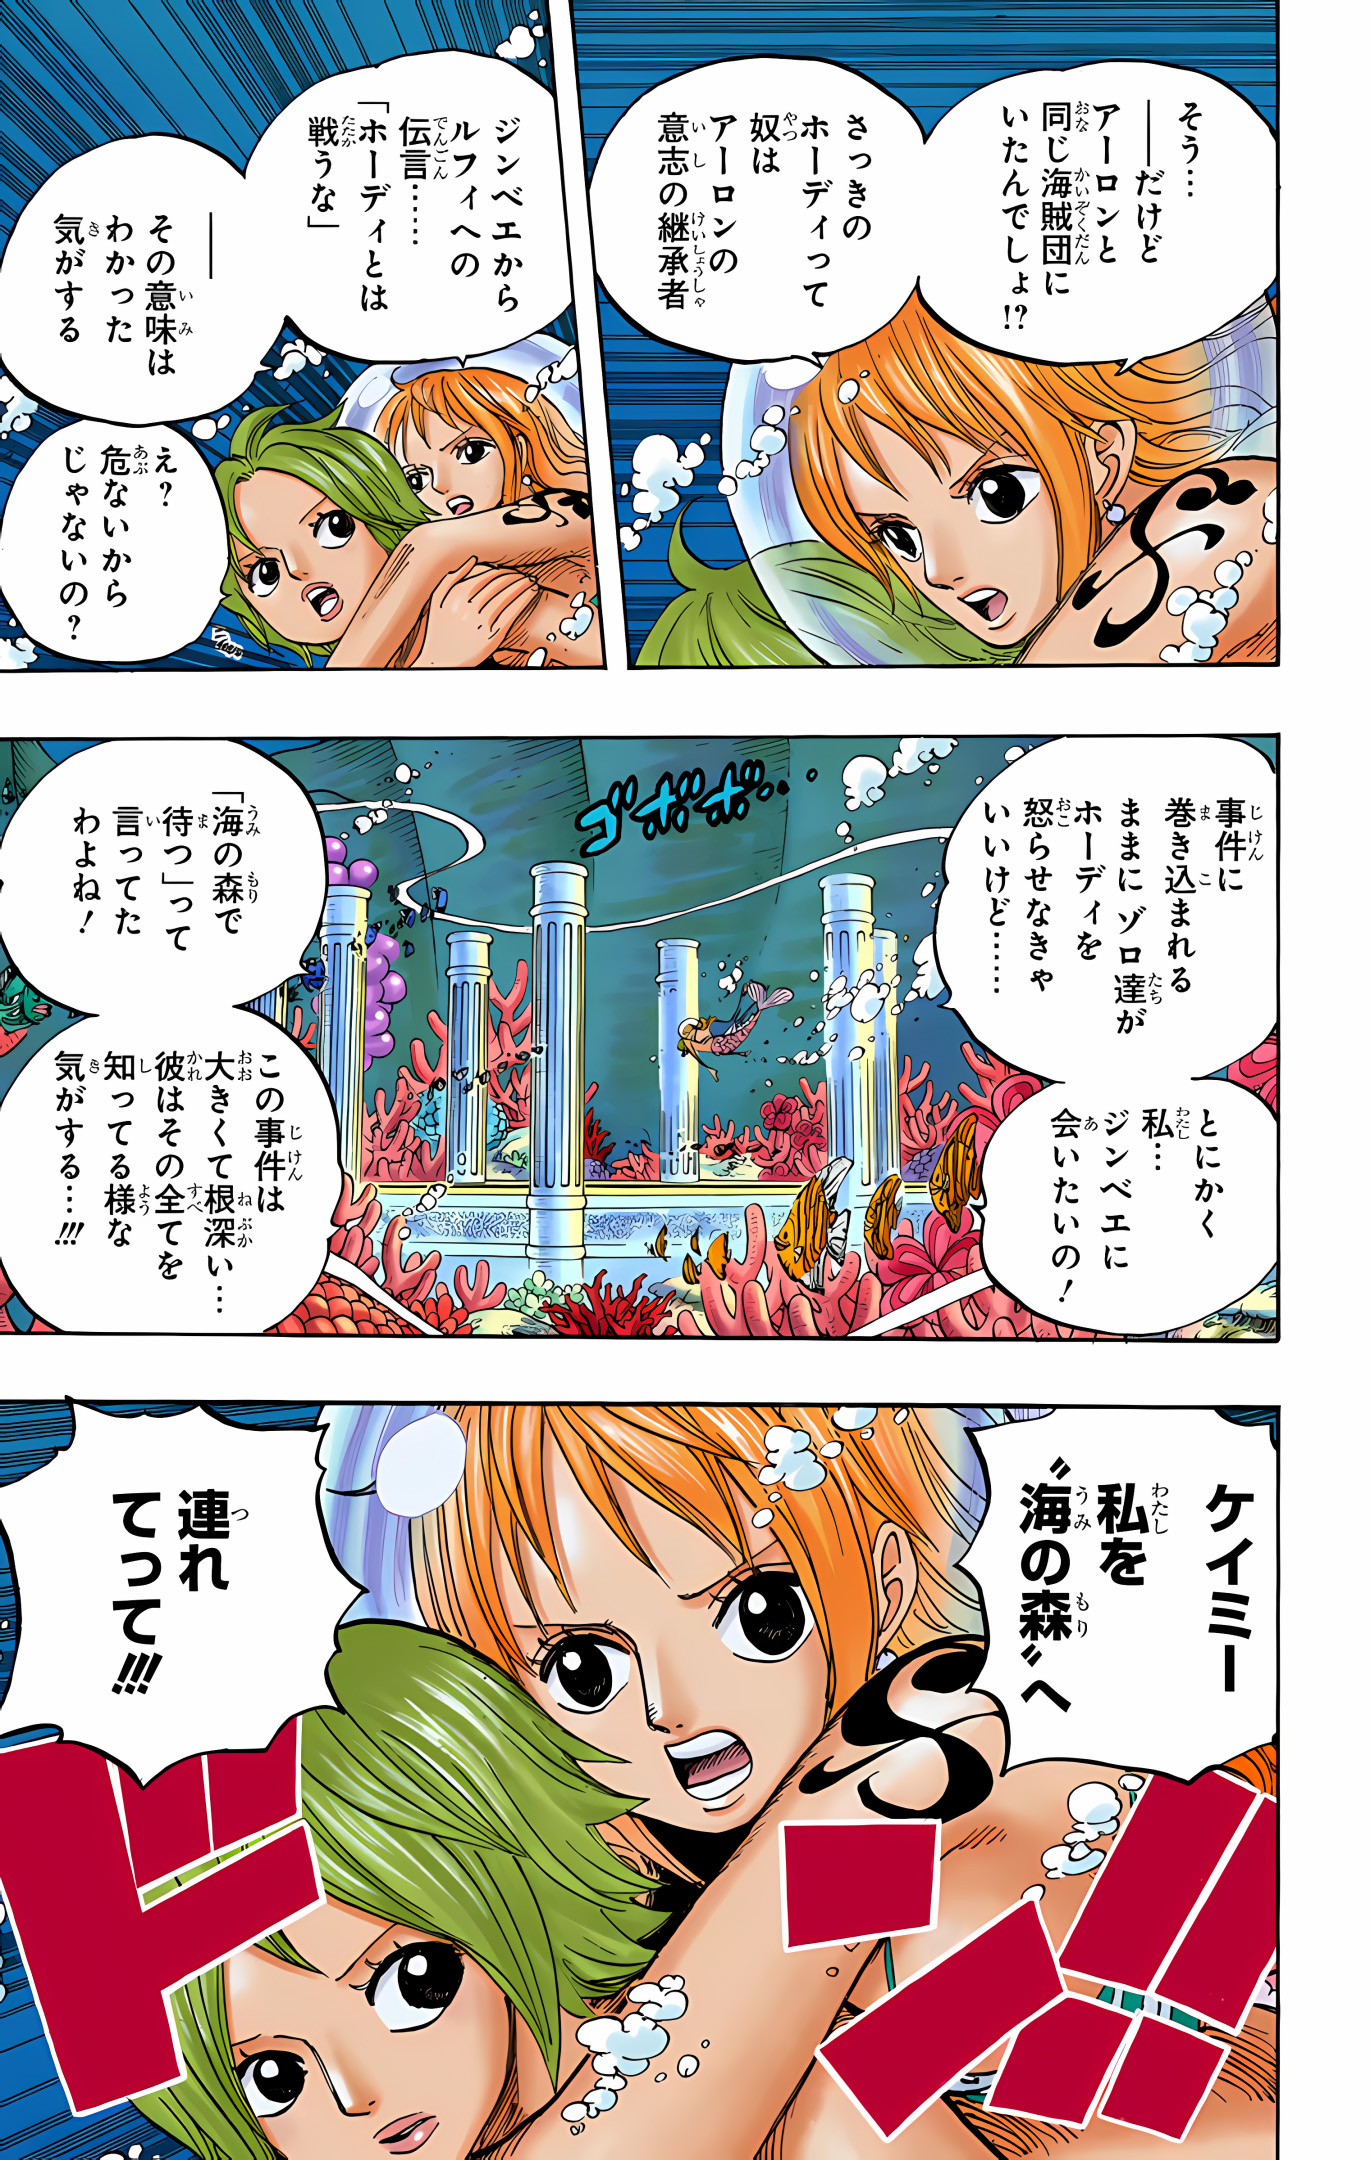 そう…
――だけど
アーロンと
同じ海賊団に
いたんでしょ!?
さっきの
ホーディって
奴は
アーロンの
意志の継承者
ジンベエから
ルフィへの
伝言……
「ホーディとは
戦うな」
――
その意味は
わかった
気がする
え?
危ないから
じゃないの?
事件に
巻き込まれる
ままにゾロ達が
ホーディを
怒らせなきゃ
いいけど……
とにかく
私…
ジンベエに
会いたいの!
ゴボボボ…
「海の森で
待つ」って
言ってた
わよね!
この事件は
大きくて根深い…
彼はその全てを
知ってる様な
気がする…!!!
ケイミー
私を
〝海の森〟へ
連れ
てって!!!
ドン!!